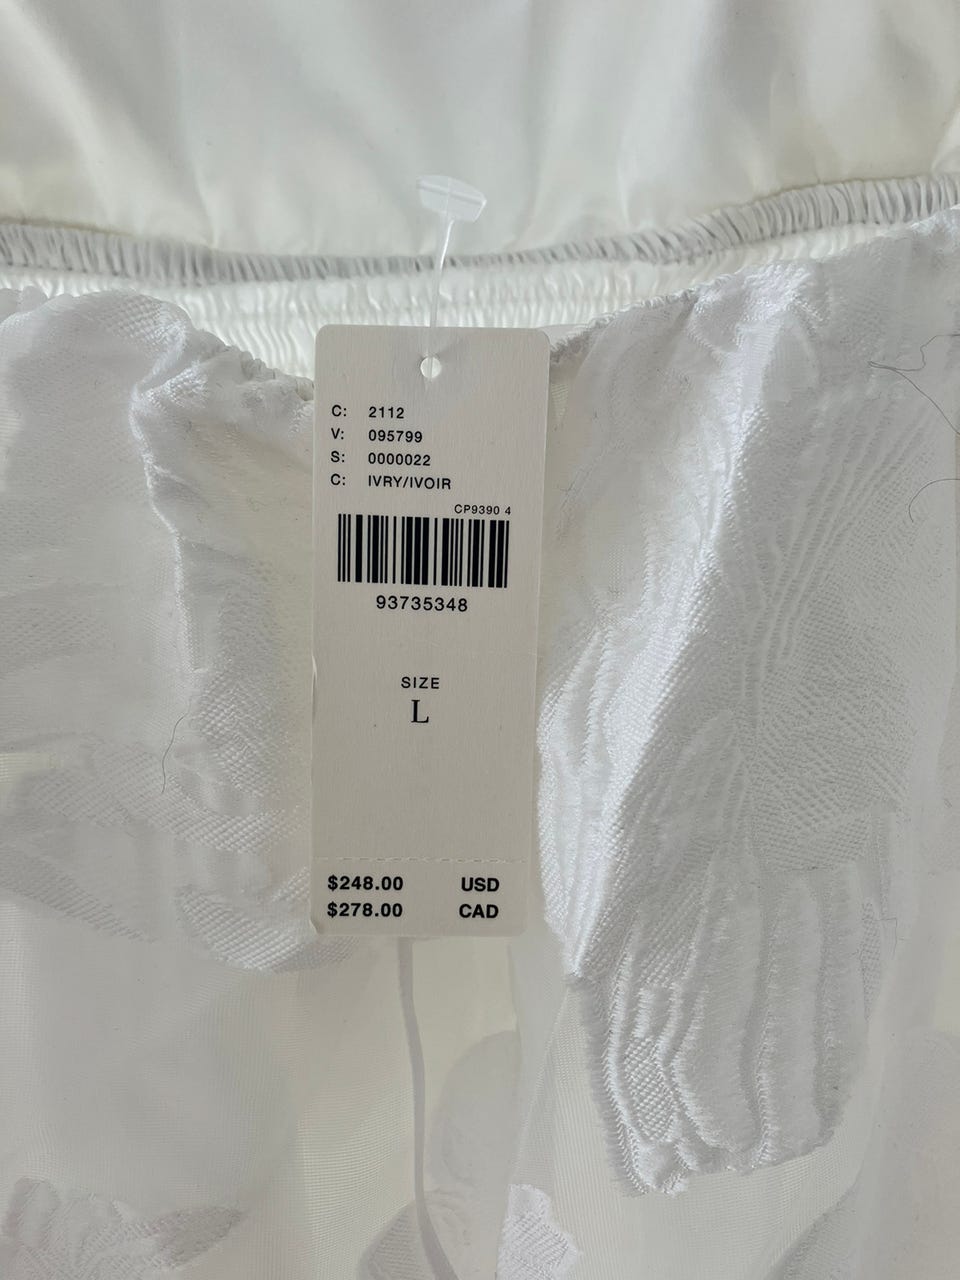 C: 2112
V: 095799
S: 0000022
C: IVRY/IVOIR
CP9390 4
93735348
SIZE
L
$248.00 USD
$278.00 CAD